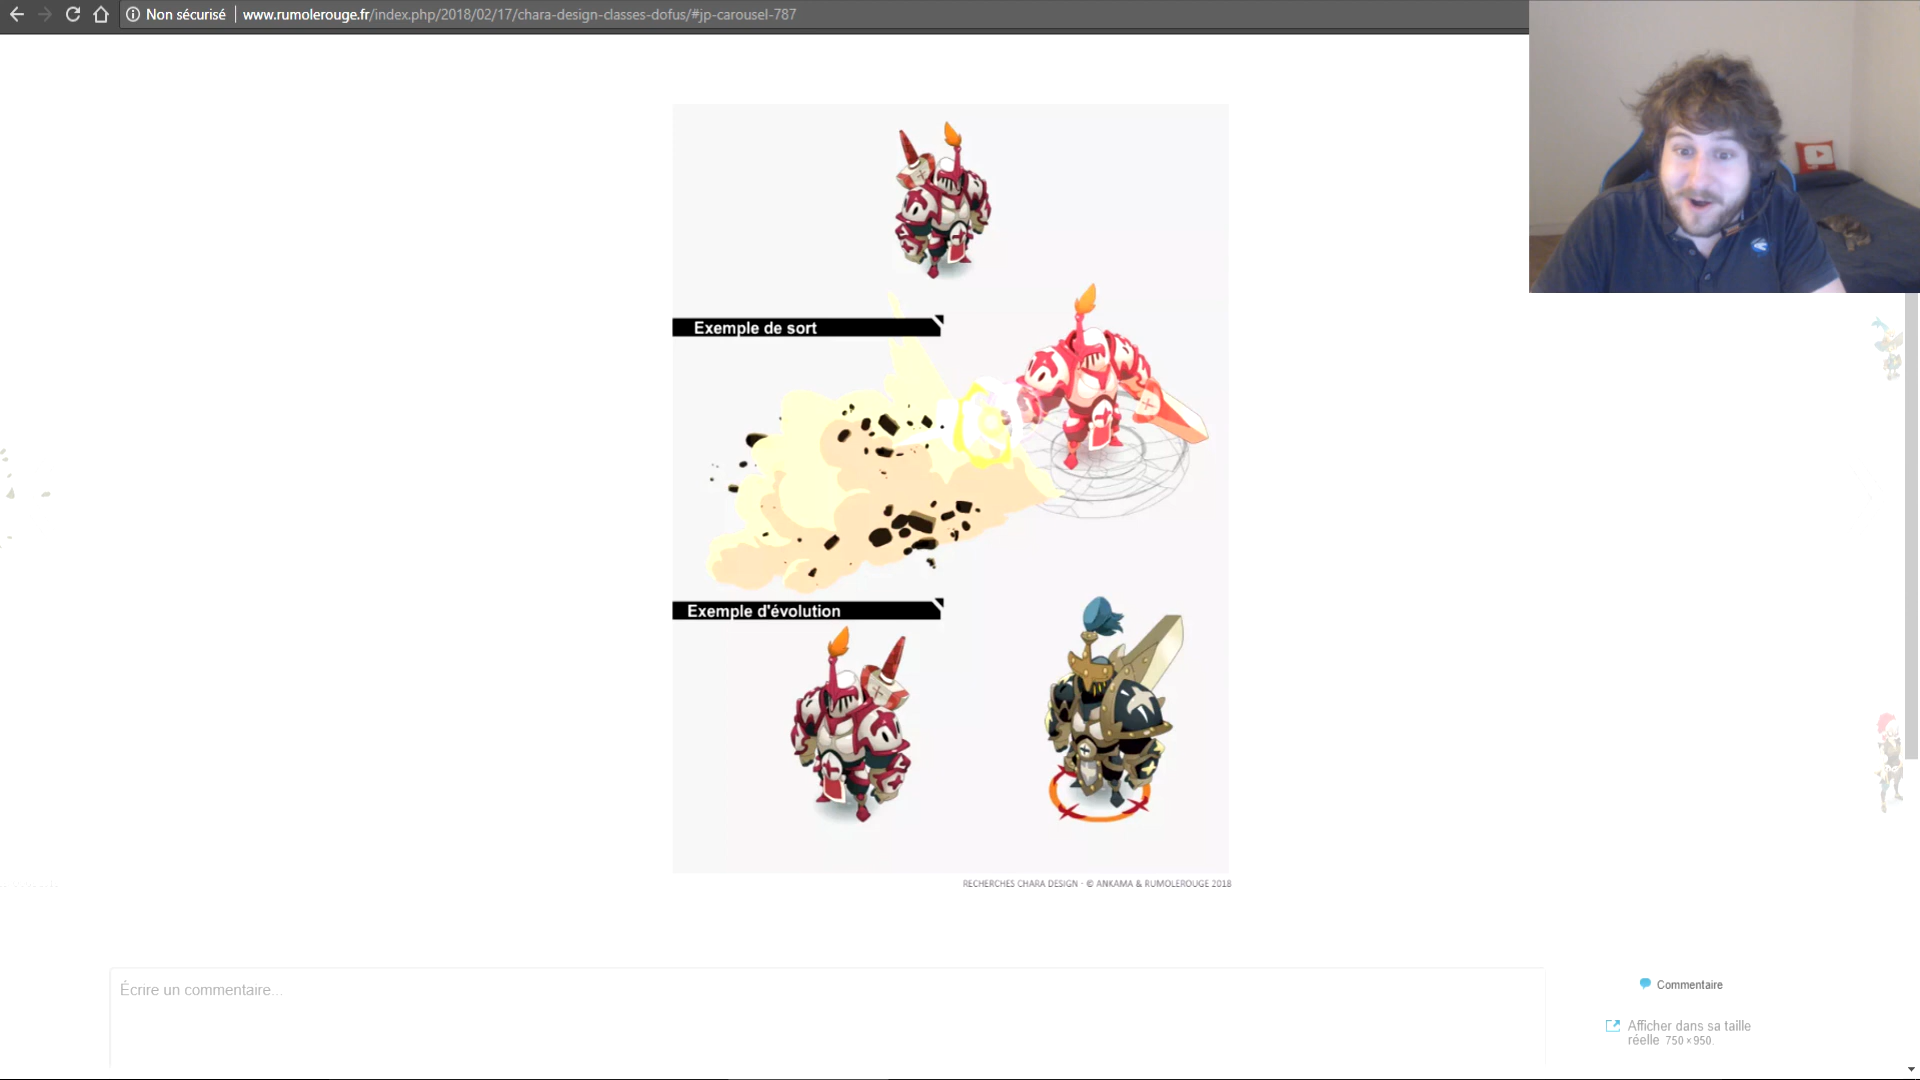 Non sécurisé www.rumolerouge.fr/index.php/2018/02/17/chara-design-classes-dofus/#jp-carousel-787
Exemple de sort
Exemple d'évolution
RECHERCHES CHARA DESIGN - © ANKAMA & RUMOLEROUGE 2018
Écrire un commentaire...
Commentaire
Afficher dans sa taille
réelle 750 × 950.